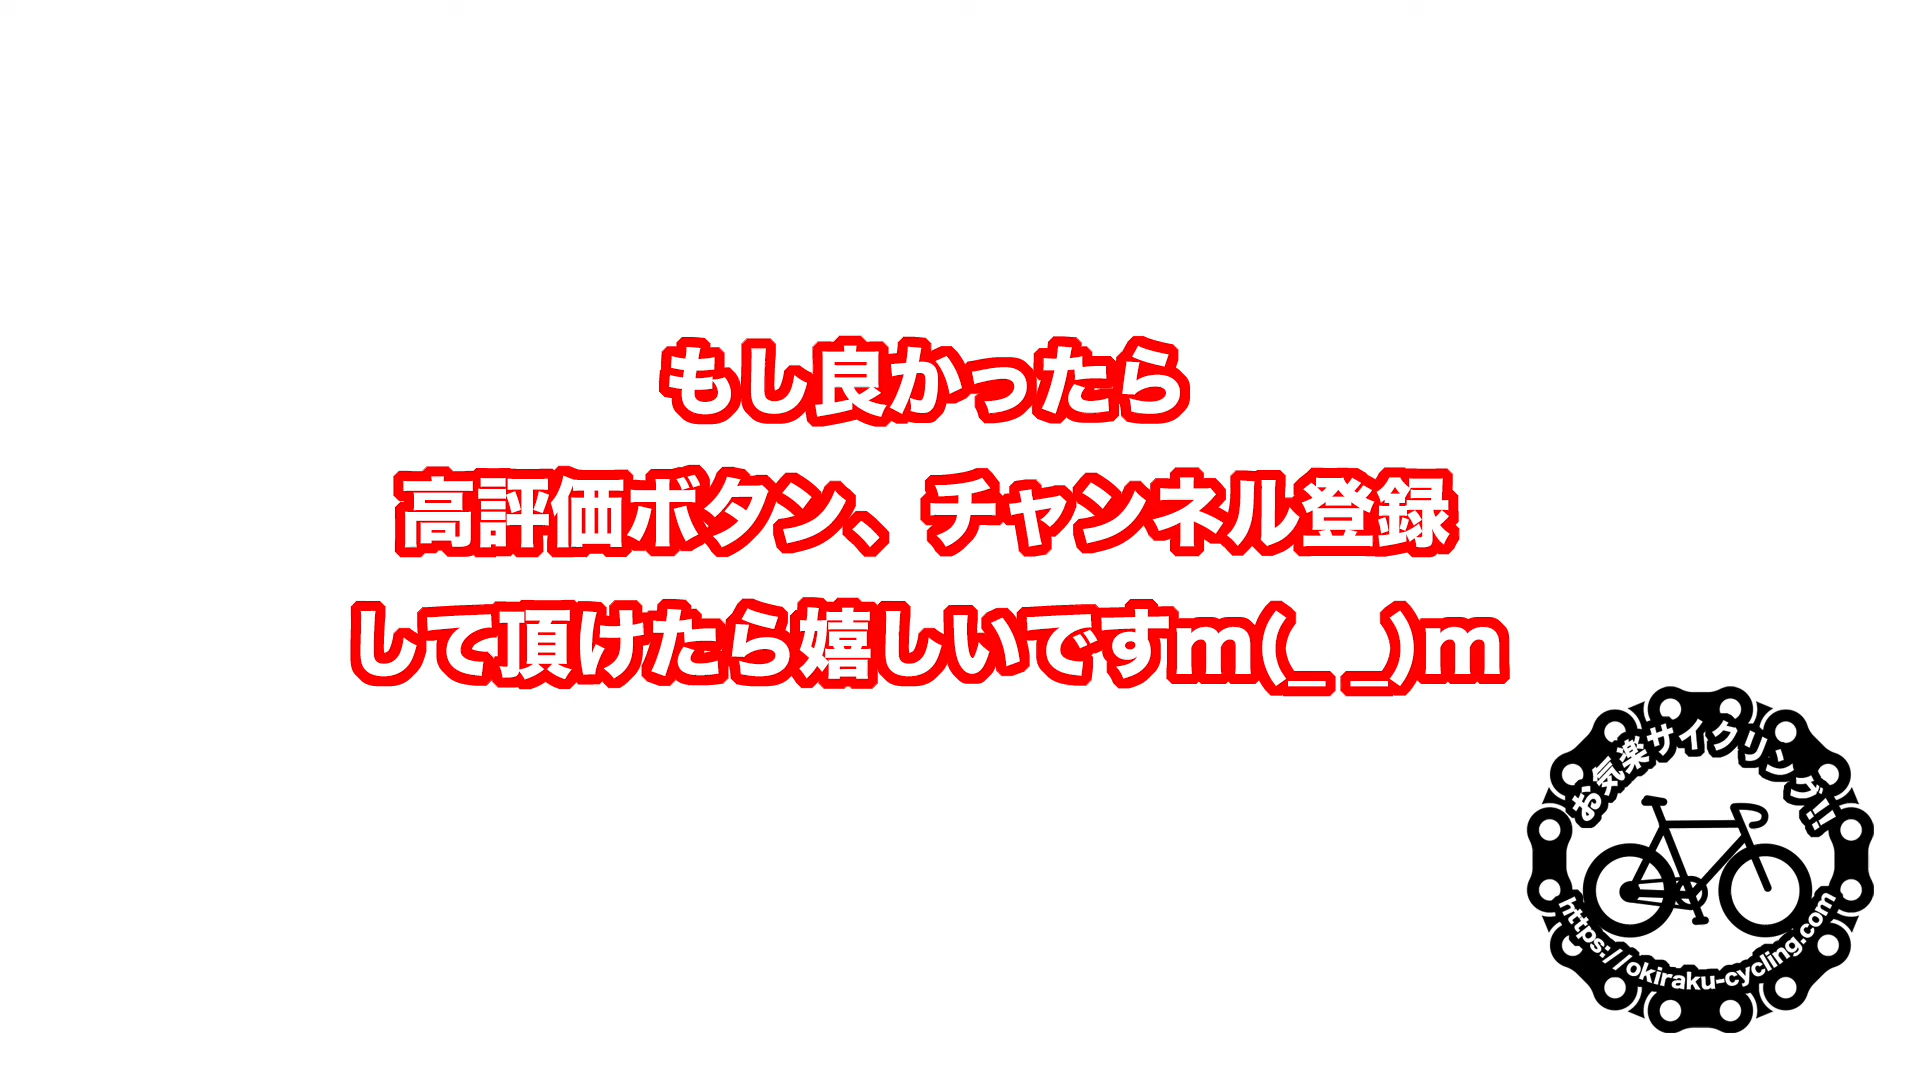 もし良かったら
高評価ボタン、チャンネル登録
して頂けたら嬉しいですm(_ _)m
お気楽サイクリング!!
https://okiraku-cycling.com